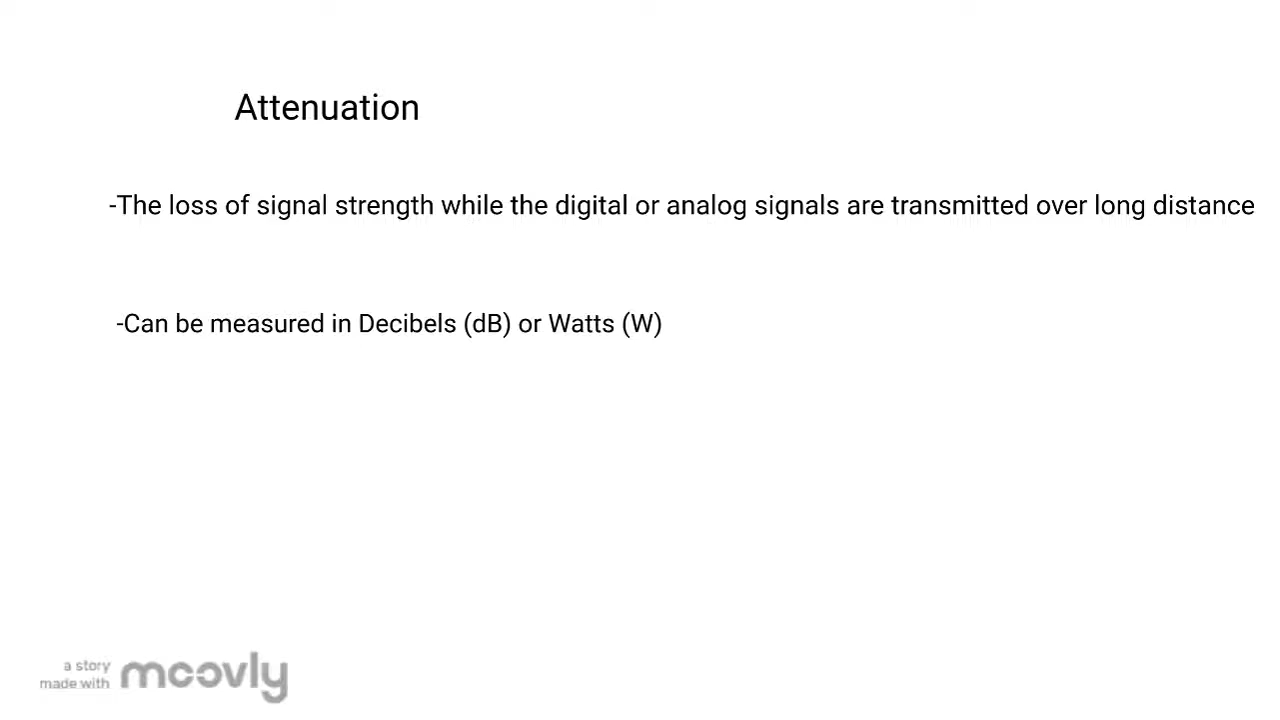 Attenuation
-The loss of signal strength while the digital or analog signals are transmitted over long distance
-Can be measured in Decibels (dB) or Watts (W)
a story
made with moovly